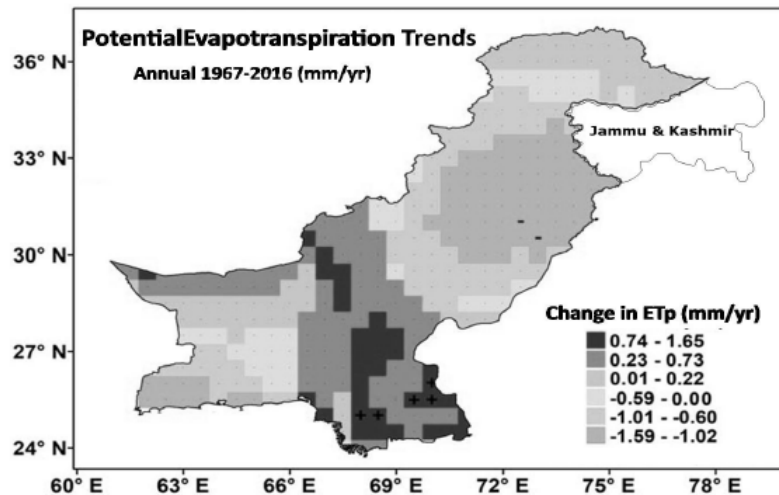 PotentialEvapotranspiration Trends
Annual 1967-2016 (mm/yr)
36° N
Jammu & Kashmir
33° N
30° N
Change in ETp (mm/yr)
0.74 - 1.65
27° N
0.23 - 0.73
0.01 - 0.22
-0.59 - 0.00
-1.01 - -0.60
-1.59 - -1.02
24° N
60 E 63° E 66° E 69° E 72° E 75° E 78° E